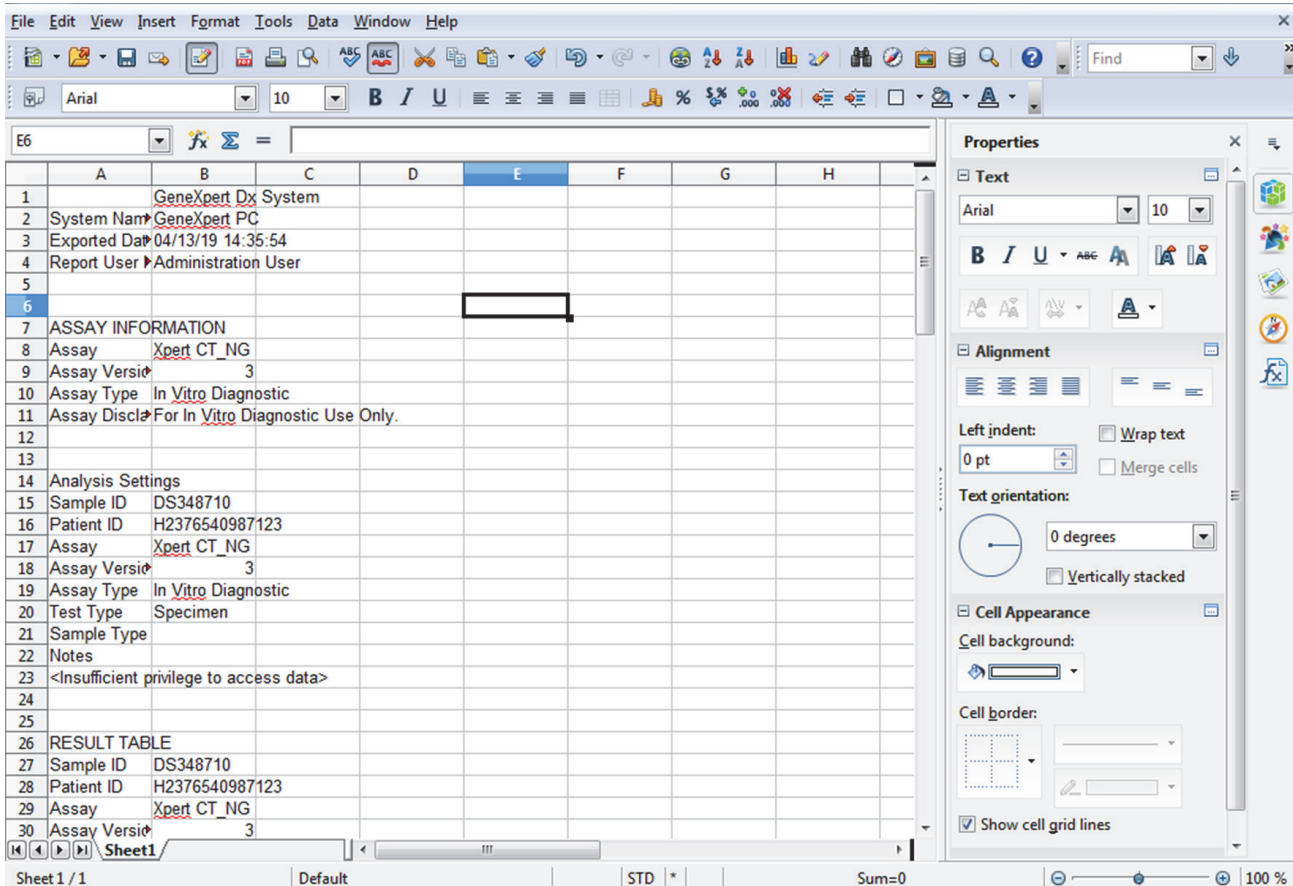 File Edit View Insert Format Tools Data Window Help
Find
Arial 10
E6
A B C D E F G H
1 GeneXpert Dx System
2 System Nam GeneXpert PC
3 Exported Dat 04/13/19 14:35:54
4 Report User Administration User
5
6
7 ASSAY INFORMATION
8 Assay Xpert CT_NG
9 Assay Versio 3
10 Assay Type In Vitro Diagnostic
11 Assay Discla For In Vitro Diagnostic Use Only.
12
13
14 Analysis Settings
15 Sample ID DS348710
16 Patient ID H2376540987123
17 Assay Xpert CT_NG
18 Assay Versio 3
19 Assay Type In Vitro Diagnostic
20 Test Type Specimen
21 Sample Type
22 Notes
23 <Insufficient privilege to access data>
24
25
26 RESULT TABLE
27 Sample ID DS348710
28 Patient ID H2376540987123
29 Assay Xpert CT_NG
30 Assay Versio 3
Sheet1
Sheet 1 / 1 Default STD * Sum=0 100 %
Properties
Text
Arial 10
Alignment
Left indent:
Wrap text
0 pt
Merge cells
Text orientation:
0 degrees
Vertically stacked
Cell Appearance
Cell background:
Cell border:
Show cell grid lines